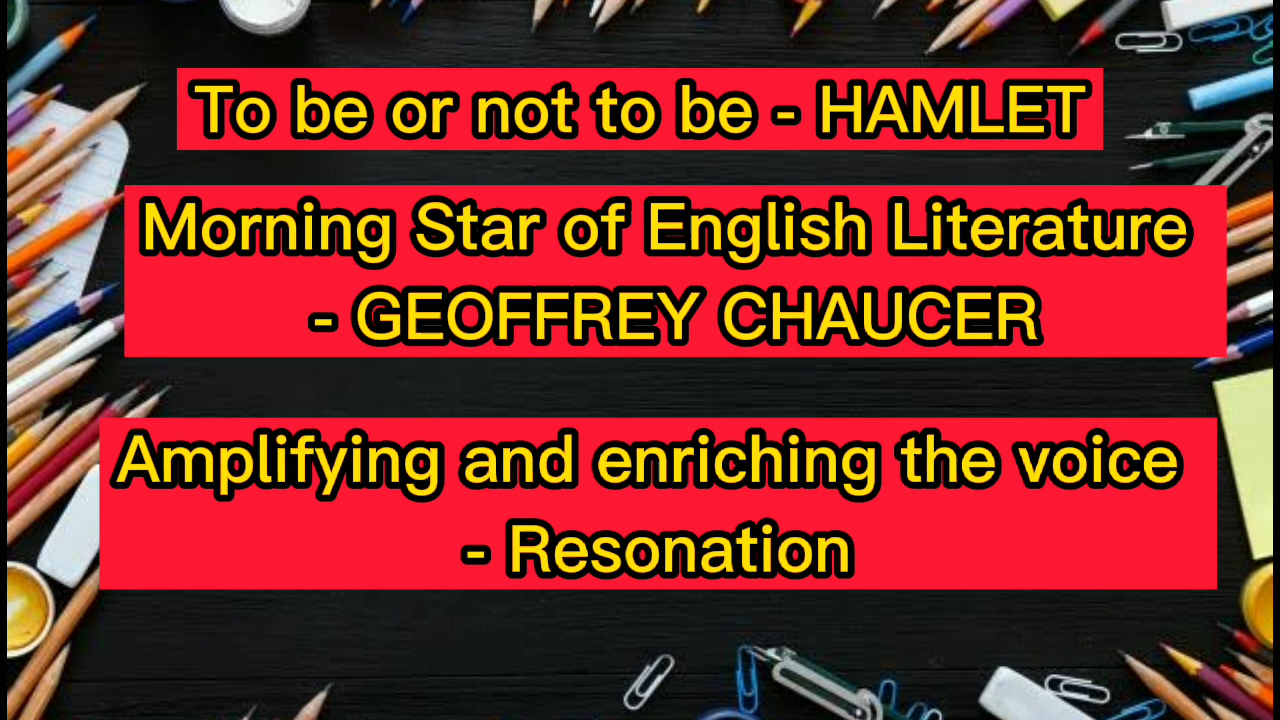 To be or not to be - HAMLET
Morning Star of English Literature
- GEOFFREY CHAUCER
Amplifying and enriching the voice
- Resonation